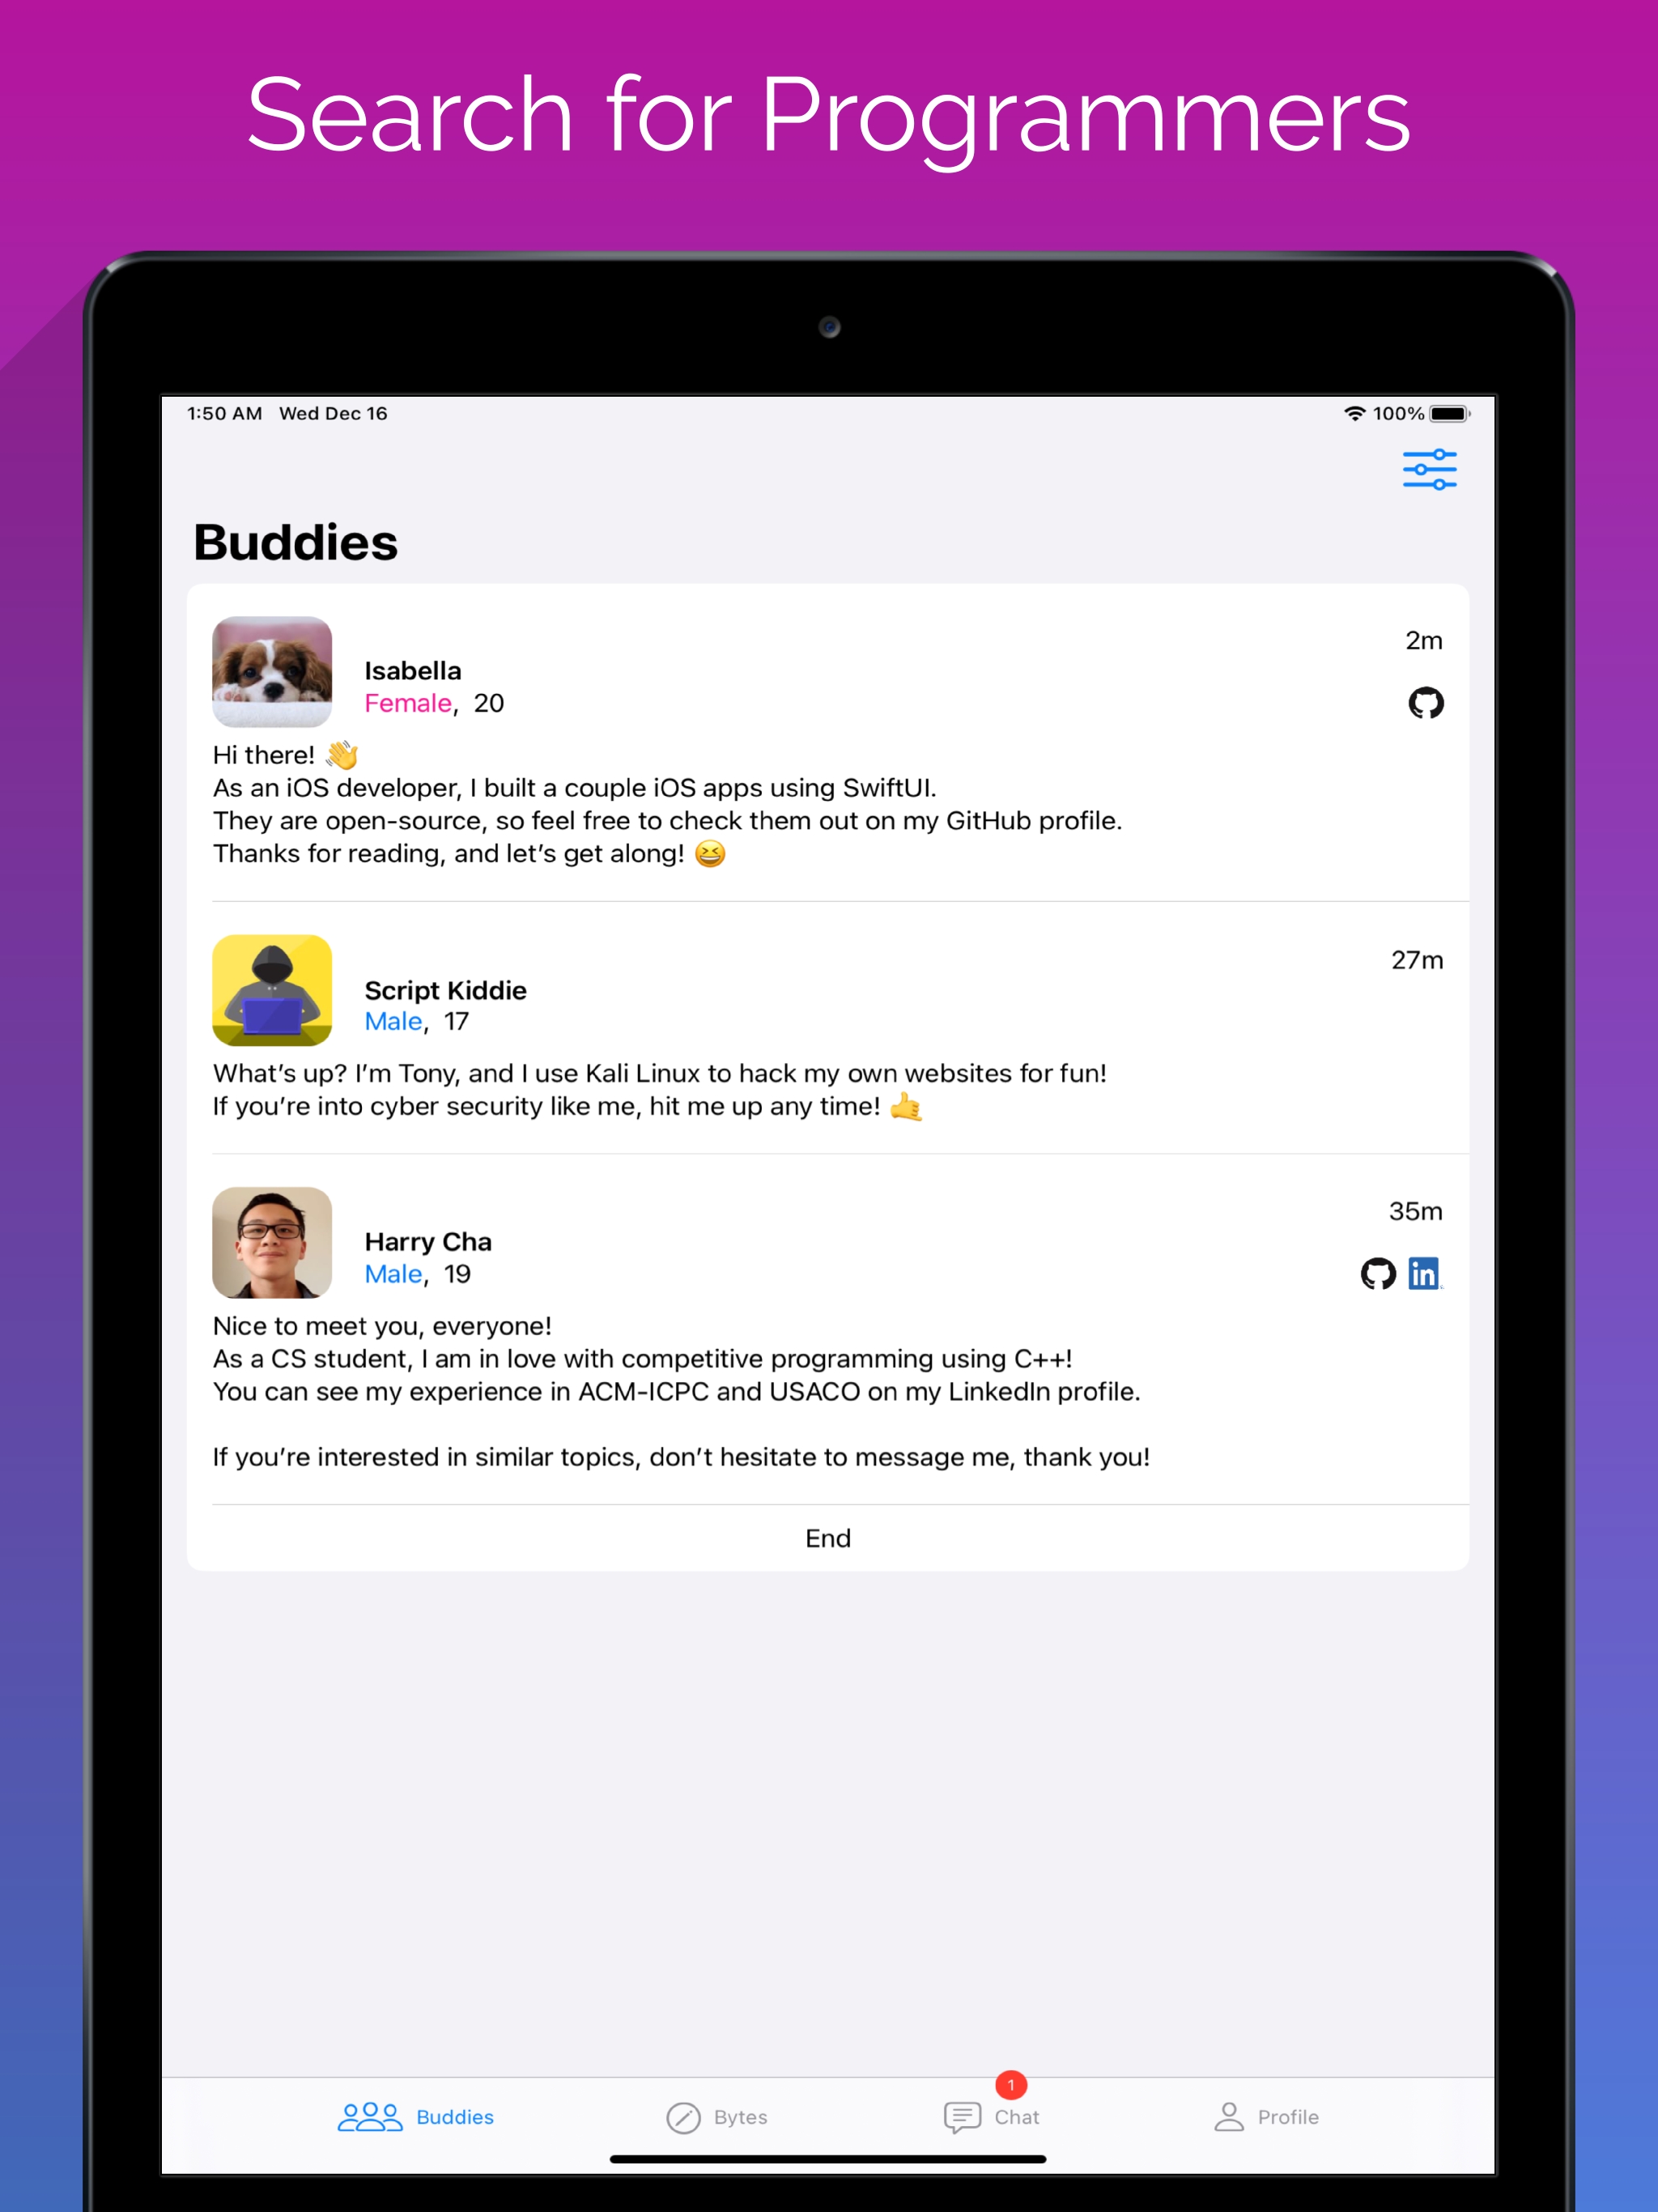 Search for Programmers
1:50 AM Wed Dec 16
100%
Buddies
Isabella
2m
Female, 20
Hi there! 👋
As an iOS developer, I built a couple iOS apps using SwiftUI.
They are open-source, so feel free to check them out on my GitHub profile.
Thanks for reading, and let’s get along! 😆
Script Kiddie
27m
Male, 17
What’s up? I’m Tony, and I use Kali Linux to hack my own websites for fun!
If you’re into cyber security like me, hit me up any time! 🤙
Harry Cha
35m
Male, 19
in
Nice to meet you, everyone!
As a CS student, I am in love with competitive programming using C++!
You can see my experience in ACM-ICPC and USACO on my LinkedIn profile.
If you’re interested in similar topics, don’t hesitate to message me, thank you!
End
1
Buddies Bytes Chat Profile